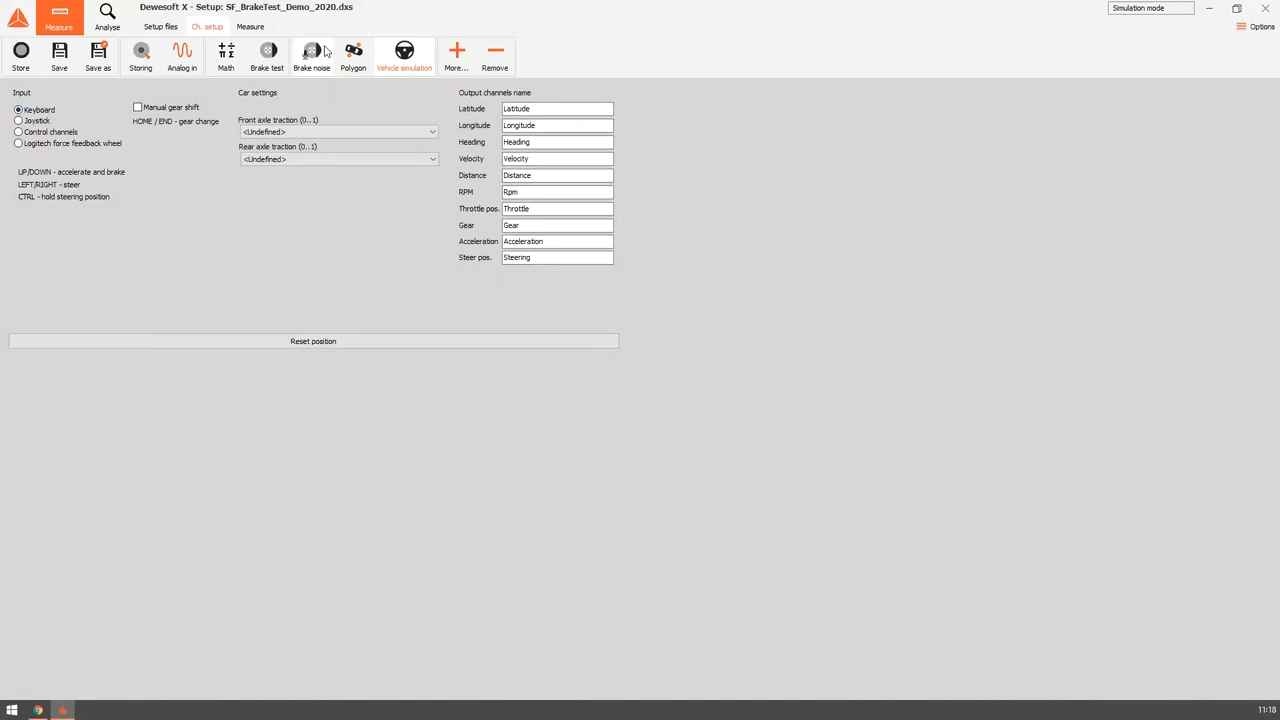 Dewesoft X - Setup: SF_BrakeTest_Demo_2020.dxs
Simulation mode
Measure
Analyse
Setup files
Ch. setup
Measure
Options
Store
Save
Save as
Storing
Analog in
Math
Brake test
Brake noise
Polygon
Vehicle simulation
More...
Remove
Input
Keyboard
Joystick
Control channels
Logitech force feedback wheel
Manual gear shift
HOME / END - gear change
UP/DOWN - accelerate and brake
LEFT/RIGHT - steer
CTRL - hold steering position
Car settings
Front axle traction (0..1)
<Undefined>
Rear axle traction (0..1)
<Undefined>
Output channels name
Latitude Latitude
Longitude Longitude
Heading Heading
Velocity Velocity
Distance Distance
RPM Rpm
Throttle pos. Throttle
Gear Gear
Acceleration Acceleration
Steer pos. Steering
Reset position
11:18